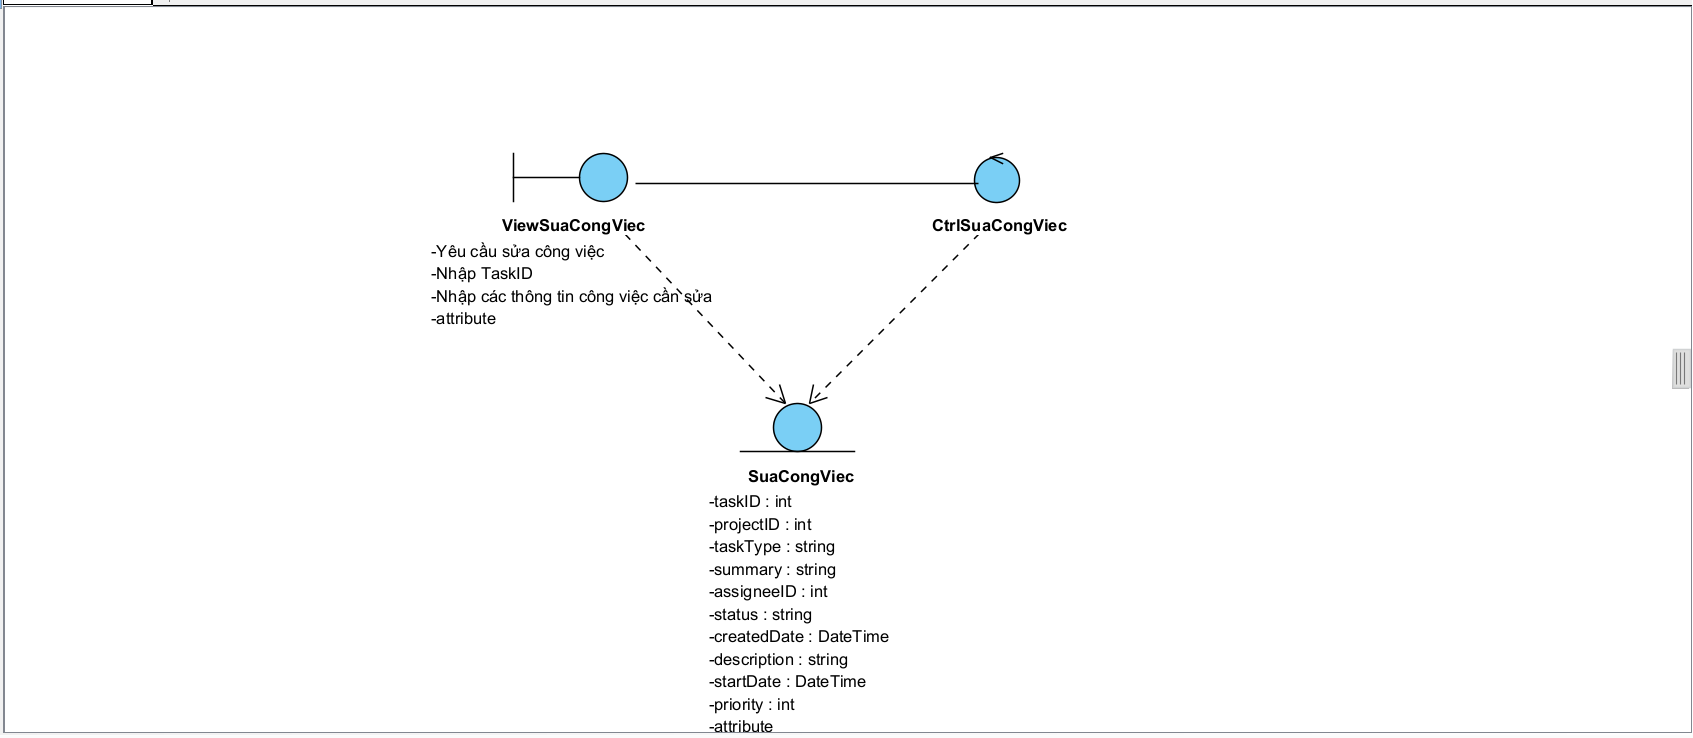 ViewSuaCongViec
-Yêu cầu sửa công việc
-Nhập TaskID
-Nhập các thông tin công việc cần sửa
-attribute
CtrlSuaCongViec
SuaCongViec
-taskID : int
-projectID : int
-taskType : string
-summary : string
-assigneeID : int
-status : string
-createdDate : DateTime
-description : string
-startDate : DateTime
-priority : int
-attribute